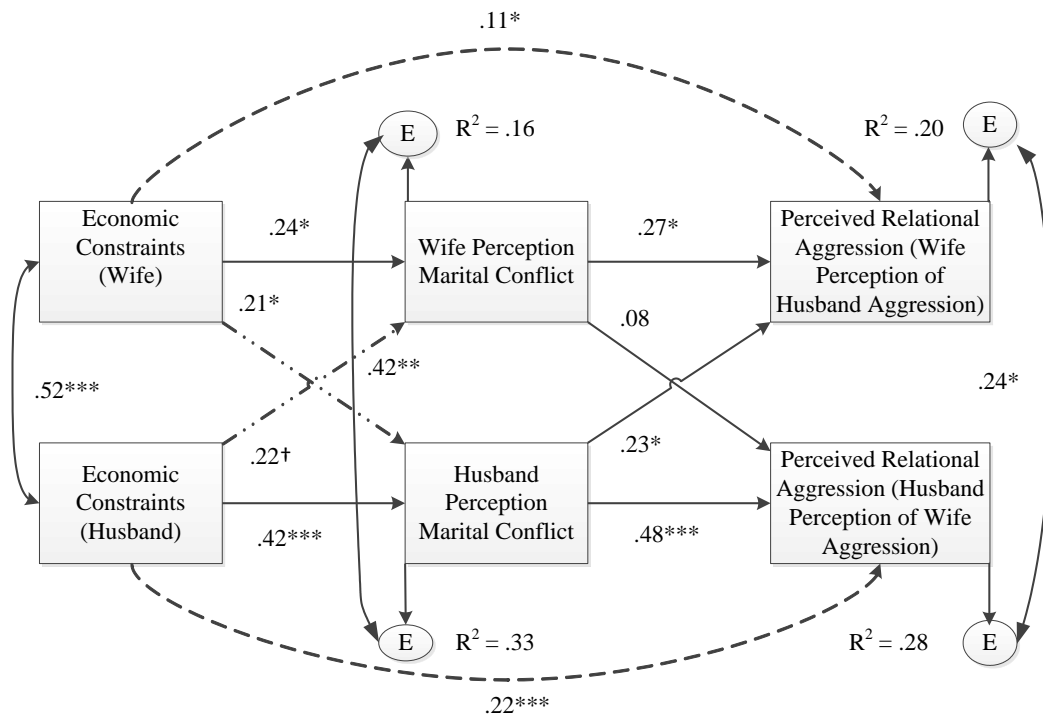 .11*
E
R² = .16
R² = .20
E
Economic
Constraints
(Wife)
.24*
Wife Perception
Marital Conflict
.27*
Perceived Relational
Aggression (Wife
Perception of
Husband Aggression)
.21*
.08
.52***
.42**
.24*
Economic
Constraints
(Husband)
.22†
.42***
Husband
Perception
Marital Conflict
.23*
.48***
Perceived Relational
Aggression (Husband
Perception of Wife
Aggression)
E
R² = .33
R² = .28
E
.22***